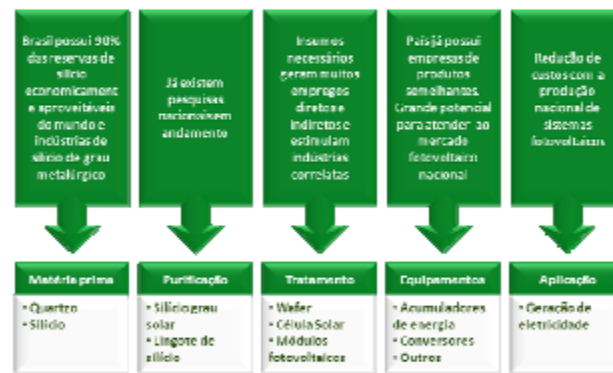 Brasil possui 90%
das reservas de
silício
economicament
e aproveitáveis
do mundo e
indústrias de
silício de grau
metalúrgico
Já existem
pesquisas
nacionais em
andamento
Insumos
necessários
geram muitos
empregos
diretos e
indiretos e
estimulam
indústrias
correlatas
País já possui
empresas de
produtos
semelhantes.
Grande potencial
para atender ao
mercado
fotovoltaico
nacional
Redução de
custos com a
produção
nacional de
sistemas
fotovoltaicos
Matéria prima
• Quartzo
• Silício
Purificação
• Silício grau
solar
• Lingote de
silício
Tratamento
• Wafer
• Célula Solar
• Módulos
fotovoltaicos
Equipamentos
• Acumuladores
de energia
• Conversores
• Outros
Aplicação
• Geração de
eletricidade